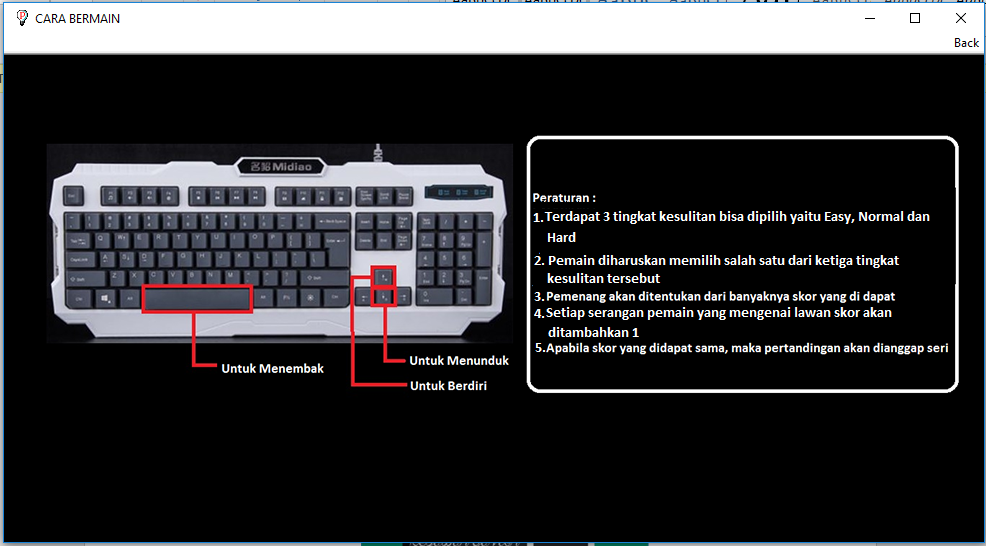 CARA BERMAIN
Back
Midiao
Peraturan :
1.Terdapat 3 tingkat kesulitan bisa dipilih yaitu Easy, Normal dan
Hard
2. Pemain diharuskan memilih salah satu dari ketiga tingkat
kesulitan tersebut
3.Pemenang akan ditentukan dari banyaknya skor yang di dapat
4.Setiap serangan pemain yang mengenai lawan skor akan
ditambahkan 1
5.Apabila skor yang didapat sama, maka pertandingan akan dianggap seri
Untuk Menembak
Untuk Menunduk
Untuk Berdiri